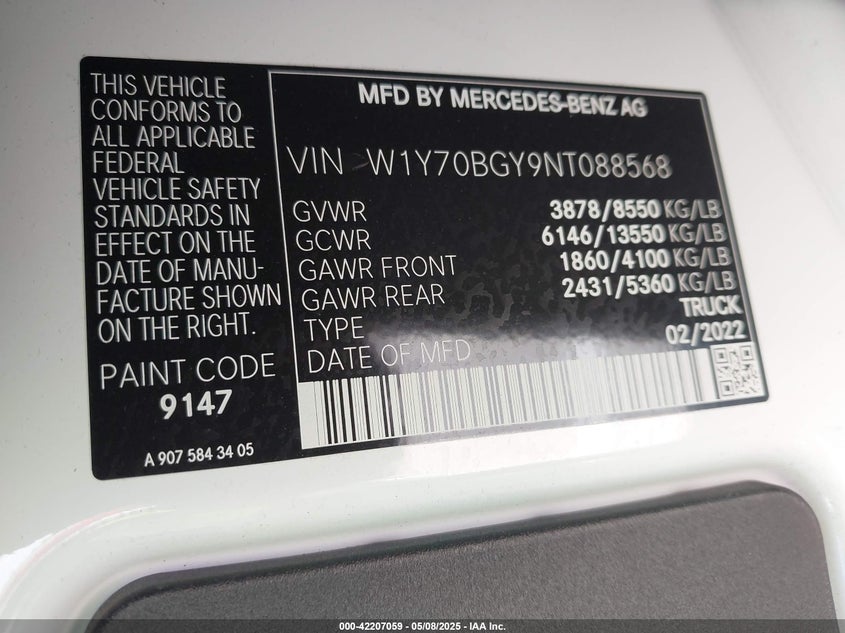 THIS VEHICLE
CONFORMS TO
ALL APPLICABLE
FEDERAL
VEHICLE SAFETY
STANDARDS IN
EFFECT ON THE
DATE OF MANU-
FACTURE SHOWN
ON THE RIGHT.
PAINT CODE
9147
A 907 584 34 05
MFD BY MERCEDES-BENZ AG
VIN W1Y70BGY9NT088568
GVWR 3878/8550 KG/LB
GCWR 6146/13550 KG/LB
GAWR FRONT 1860/4100 KG/LB
GAWR REAR 2431/5360 KG/LB
TYPE TRUCK
DATE OF MFD 02/2022
000-42207059 — 05/08/2025 — IAA Inc.